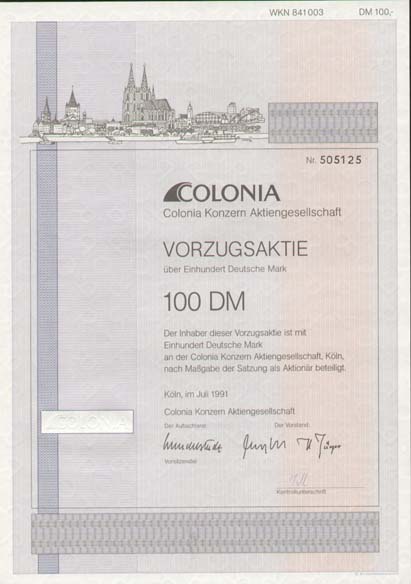 WKN 841003 DM 100,-
Nr. 505125
COLONIA
Colonia Konzern Aktiengesellschaft
VORZUGSAKTIE
über Einhundert Deutsche Mark
100 DM
Der Inhaber dieser Vorzugsaktie ist mit
Einhundert Deutsche Mark
an der Colonia Konzern Aktiengesellschaft, Köln,
nach Maßgabe der Satzung als Aktionär beteiligt.
Köln, im Juli 1991
Colonia Konzern Aktiengesellschaft
Der Aufsichtsrat: Der Vorstand:
Vorsitzender
Kontrollunterschrift
COLONIA